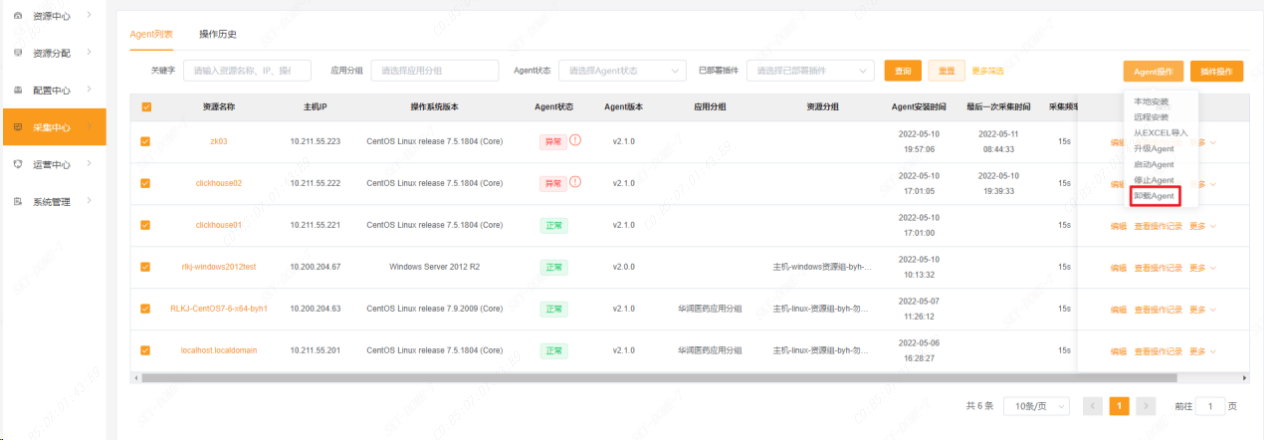 资源中心
资源分配
配置中心
采集中心
运营中心
系统管理
Agent列表 操作历史
关键字 请输入资源名称、IP、操作 应用分组 请选择应用分组 Agent状态 请选择Agent状态 已部署插件 请选择已部署插件 查询 重置 更多筛选 Agent操作 插件操作
本地安装
远程安装
从EXCEL导入
升级Agent
启动Agent
停止Agent
卸载Agent
资源名称 主机IP 操作系统版本 Agent状态 Agent版本 应用分组 资源分组 Agent安装时间 最后一次采集时间 采集频率
zk03 10.211.55.223 CentOS Linux release 7.5.1804 (Core) 异常 v2.1.0 2022-05-10 19:57:06 2022-05-11 08:44:33 15s 编辑 多
clickhouse02 10.211.55.222 CentOS Linux release 7.5.1804 (Core) 异常 v2.1.0 2022-05-10 17:01:05 2022-05-10 19:39:33 15s 编辑 多
clickhouse01 10.211.55.221 CentOS Linux release 7.5.1804 (Core) 正常 v2.1.0 2022-05-10 17:01:00 15s 编辑 查看操作记录 更多
rlkj-windows2012test 10.200.204.67 Windows Server 2012 R2 正常 v2.0.0 主机-windows资源组-byh-... 2022-05-10 10:13:32 15s 编辑 查看操作记录 更多
RLKJ-CentOS7-6-x64-byh1 10.200.204.63 CentOS Linux release 7.9.2009 (Core) 正常 v2.1.0 华润医药应用分组 主机-linux-资源组-byh-勿... 2022-05-07 11:26:12 15s 编辑 查看操作记录 更多
localhost.localdomain 10.211.55.201 CentOS Linux release 7.5.1804 (Core) 正常 v2.1.0 华润医药应用分组 主机-linux-资源组-byh-勿... 2022-05-06 16:28:27 15s 编辑 查看操作记录 更多
共 6 条 10条/页 1 前往 1 页